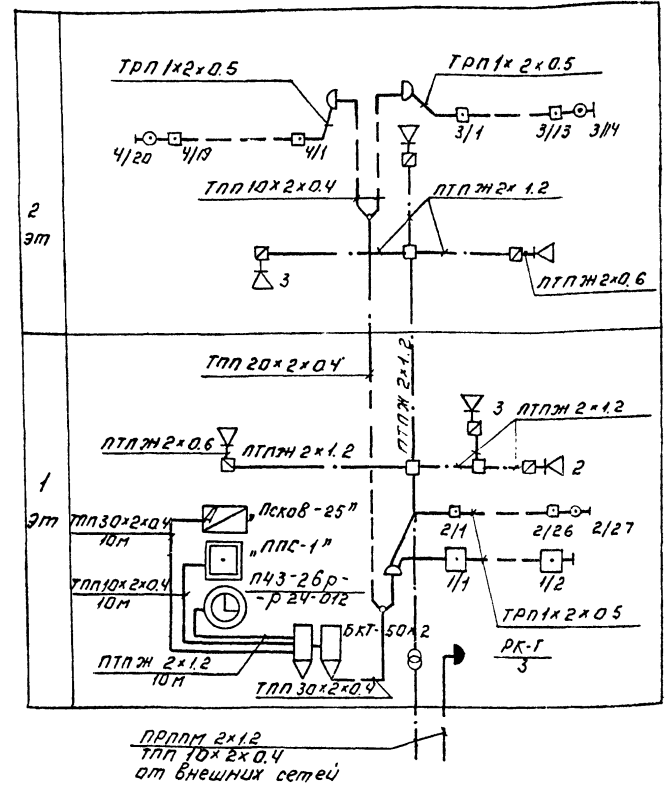 ТРП 1×2×0.5
ТРП 1×2×0.5
4/20
4/19
4/1
3/1
3/13
3/14
ТПП 10×2×0.4
ПТПЖ 2×1.2
2
эт
3
ПТПЖ 2×0.6
ТПП 20×2×0.4
ПТПЖ 2×1.2
3
ПТПЖ 2×1.2
ПТПЖ 2×0.6
ПТПЖ 2×1.2
2
1
эт
ТПП 30×2×0.4
10м
„Псков-25"
2/1
2/26
2/27
„ППС-1"
1/1
1/2
ТПП 10×2×0.4
10м
ПЧЗ-2бр-
-р24-012
ТРП 1×2×0.5
БКТ-50×2
ПТПЖ 2×1.2
10м
РК-Г
3
ТПП 30×2×0.4
ПРППМ 2×1.2
ТПП 10×2×0.4
от внешних сетей